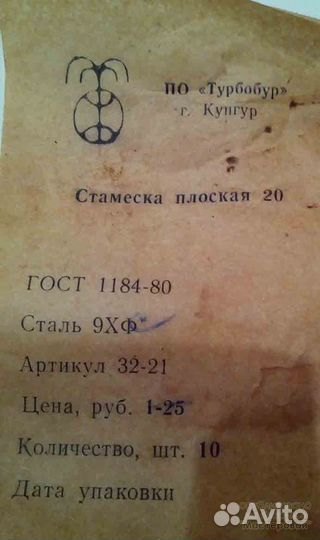 ПО «Турбобур»
г. Кунгур
Стамеска плоская 20
ГОСТ 1184-80
Сталь 9ХФ
Артикул 32-21
Цена, руб. 1-25
Количество, шт. 10
Дата упаковки
Avito